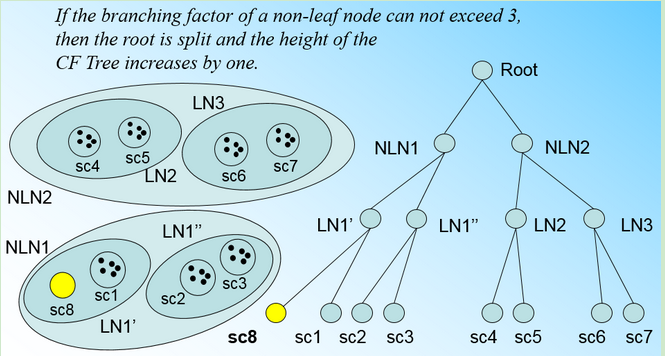 If the branching factor of a non-leaf node can not exceed 3,
then the root is split and the height of the
CF Tree increases by one.
Root
LN3
sc4
sc5
LN2
sc6
sc7
NLN2
NLN1
NLN2
NLN1
LN1''
sc8
sc1
sc2
sc3
LN1'
LN1'
LN1''
LN2
LN3
sc8
sc1
sc2
sc3
sc4
sc5
sc6
sc7